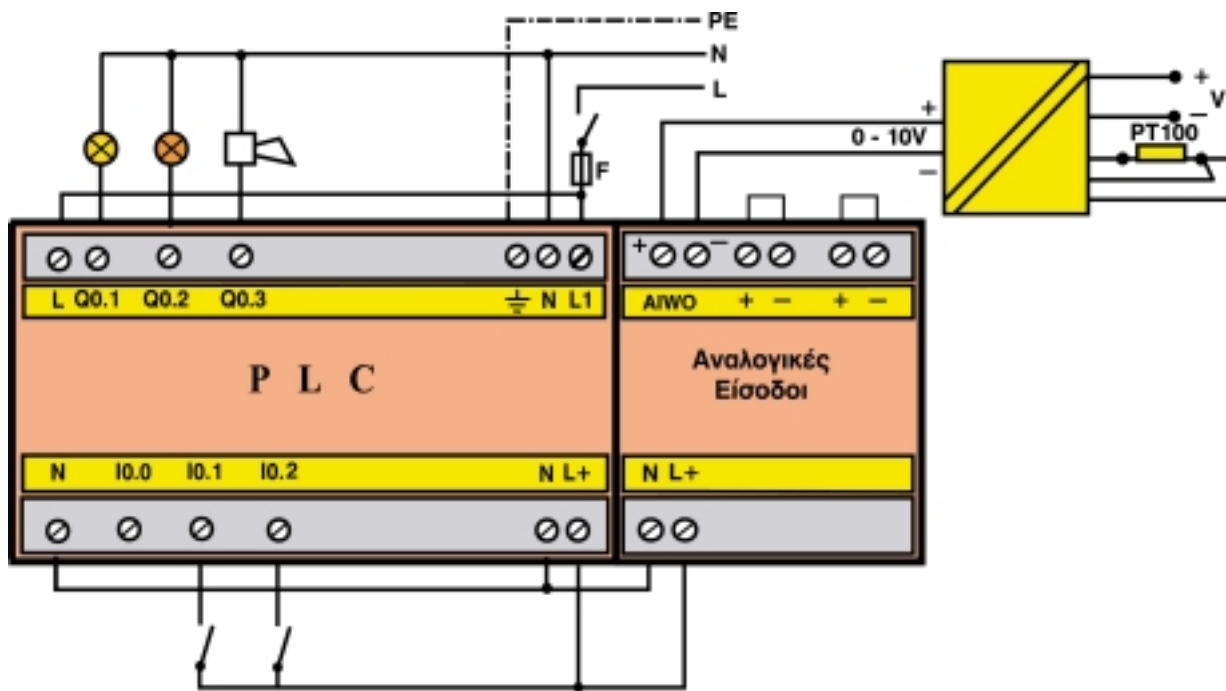 PE
N
L
+
0 - 10V
−
+
−
V
PT100
F
+ −
L Q0.1 Q0.2 Q0.3 N L1
AIWO + − + −
P L C
Αναλογικές
Είσοδοι
N I0.0 I0.1 I0.2 N L+
N L+